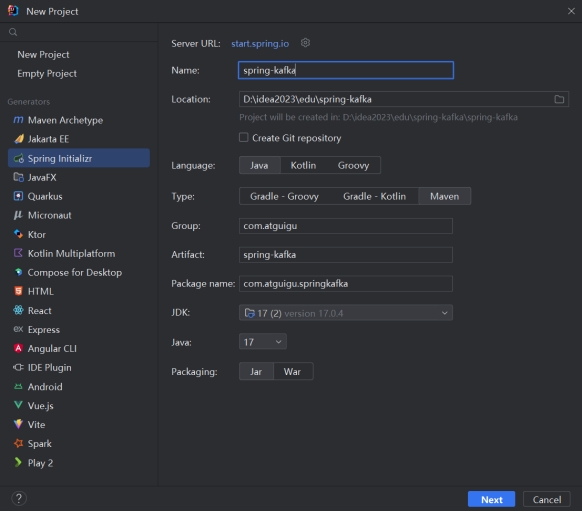 New Project
New Project
Empty Project
Generators
Maven Archetype
Jakarta EE
Spring Initializr
JavaFX
Quarkus
Micronaut
Ktor
Kotlin Multiplatform
Compose for Desktop
HTML
React
Express
Angular CLI
IDE Plugin
Android
Vue.js
Vite
Spark
Play 2
Server URL: start.spring.io
Name: spring-kafka
Location: D:\idea2023\edu\spring-kafka
Project will be created in: D:\idea2023\edu\spring-kafka\spring-kafka
Create Git repository
Language: Java Kotlin Groovy
Type: Gradle - Groovy Gradle - Kotlin Maven
Group: com.atguigu
Artifact: spring-kafka
Package name: com.atguigu.springkafka
JDK: 17 (2) version 17.0.4
Java: 17
Packaging: Jar War
? Next Cancel